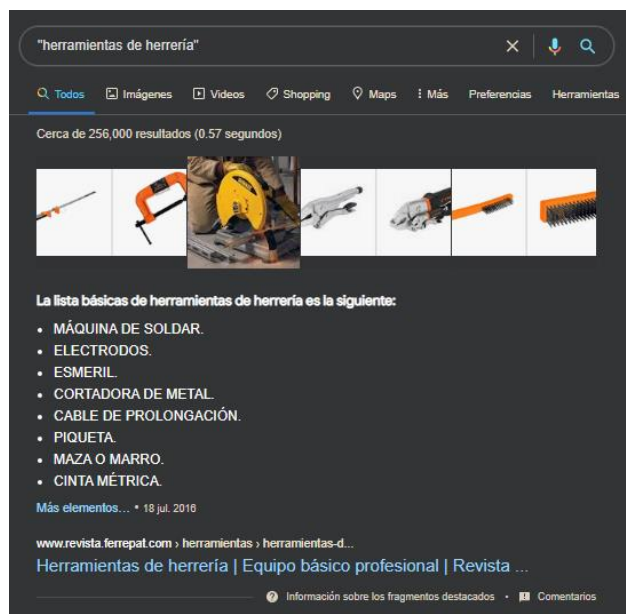 "herramientas de herrería"
Todos Imágenes Videos Shopping Maps Más Preferencias Herramientas
Cerca de 256,000 resultados (0.57 segundos)
La lista básicas de herramientas de herrería es la siguiente:
• MÁQUINA DE SOLDAR.
• ELECTRODOS.
• ESMERIL.
• CORTADORA DE METAL.
• CABLE DE PROLONGACIÓN.
• PIQUETA.
• MAZA O MARRO.
• CINTA MÉTRICA.
Más elementos... • 18 jul. 2016
www.revista.ferrepat.com › herramientas › herramientas-d...
Herramientas de herrería | Equipo básico profesional | Revista ...
Información sobre los fragmentos destacados • Comentarios